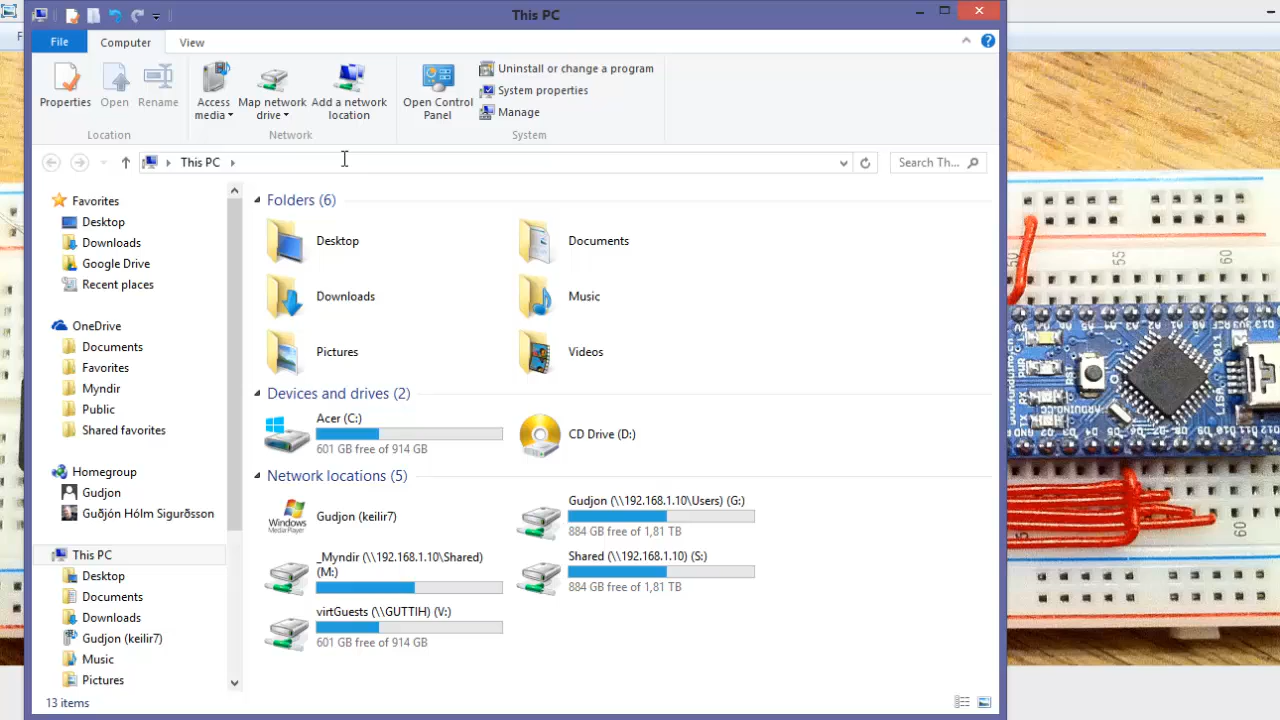 This PC
File
Computer
View
Properties
Open
Rename
Access media
Map network drive
Add a network location
Open Control Panel
Uninstall or change a program
System properties
Manage
Location
Network
System
This PC
Search Th...
Favorites
Desktop
Downloads
Google Drive
Recent places
OneDrive
Documents
Favorites
Myndir
Public
Shared favorites
Homegroup
Gudjon
Guðjón Hólm Sigurðsson
This PC
Desktop
Documents
Downloads
Gudjon (keilir7)
Music
Pictures
Folders (6)
Desktop
Documents
Downloads
Music
Pictures
Videos
Devices and drives (2)
Acer (C:)
601 GB free of 914 GB
CD Drive (D:)
Network locations (5)
Windows
Media Player
Gudjon (keilir7)
Gudjon (\\192.168.1.10\Users) (G:)
884 GB free of 1,81 TB
_Myndir (\\192.168.1.10\Shared)
(M:)
Shared (\\192.168.1.10) (S:)
884 GB free of 1,81 TB
virtGuests (\\GUTTIH) (V:)
601 GB free of 914 GB
13 items
50
55
60
60
RST